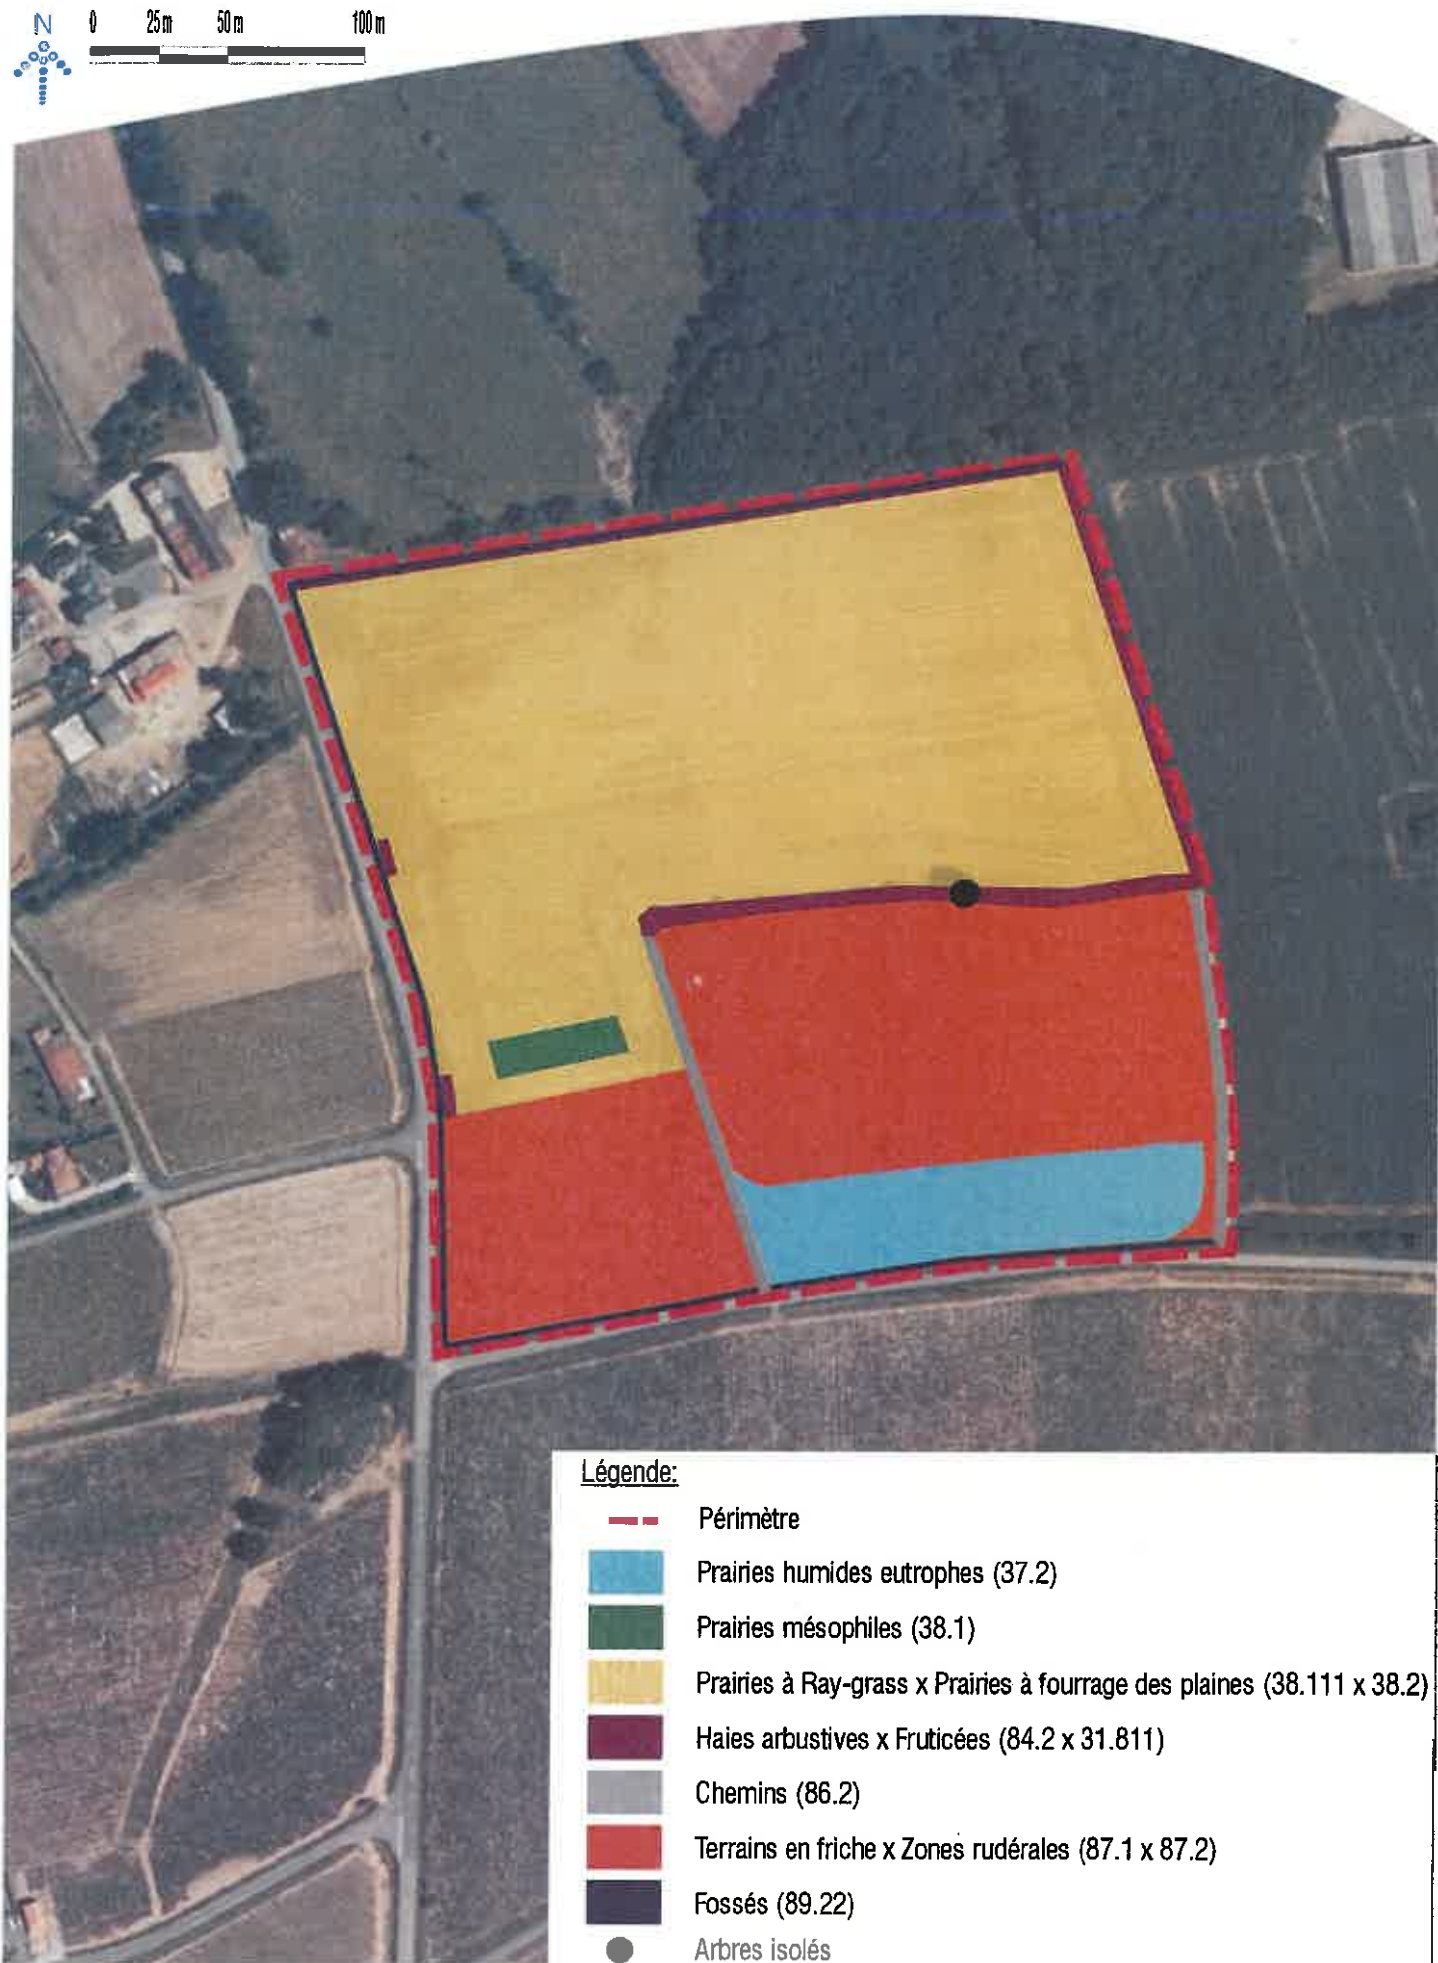 N
0 25m 50m 100m
Légende:
Périmètre
Prairies humides eutrophes (37.2)
Prairies mésophiles (38.1)
Prairies à Ray-grass x Prairies à fourrage des plaines (38.111 x 38.2)
Haies arbustives x Fruticées (84.2 x 31.811)
Chemins (86.2)
Terrains en friche x Zones rudérales (87.1 x 87.2)
Fossés (89.22)
Arbres isolés